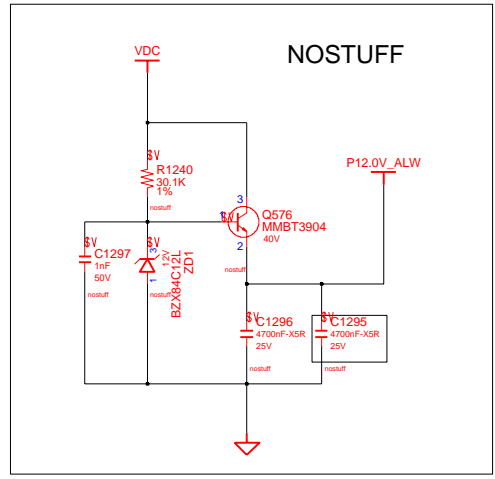 VDC
NOSTUFF
$V
R1240
30.1K
1%
nostuff
P12.0V_ALW
3
1
$V
Q576
MMBT3904
40V
2
nostuff
$V
C1297
1nF
50V
nostuff
$V
3
12V
1
nostuff
BZX84C12L
ZD1
$V
C1296
4700nF-X5R
25V
nostuff
$V
C1295
4700nF-X5R
25V
nostuff